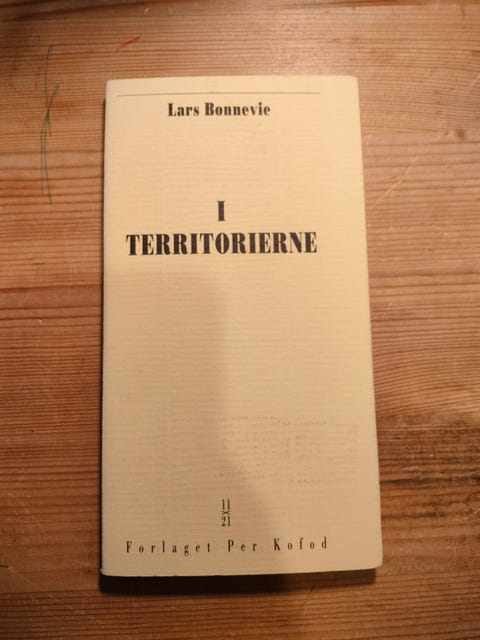 Lars Bonnevie
I
TERRITORIERNE
11
×
21
Forlaget Per Kofod